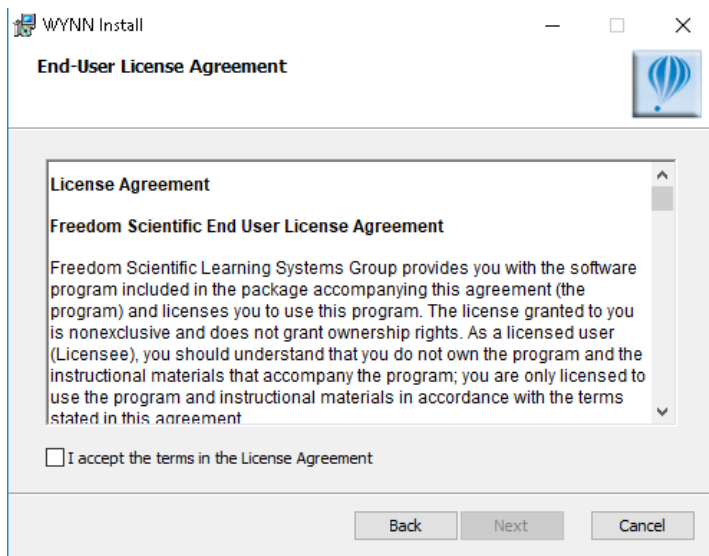 WYNN Install
End-User License Agreement
License Agreement
Freedom Scientific End User License Agreement
Freedom Scientific Learning Systems Group provides you with the software
program included in the package accompanying this agreement (the
program) and licenses you to use this program. The license granted to you
is nonexclusive and does not grant ownership rights. As a licensed user
(Licensee), you should understand that you do not own the program and the
instructional materials that accompany the program; you are only licensed to
use the program and instructional materials in accordance with the terms
stated in this agreement
I accept the terms in the License Agreement
Back Next Cancel